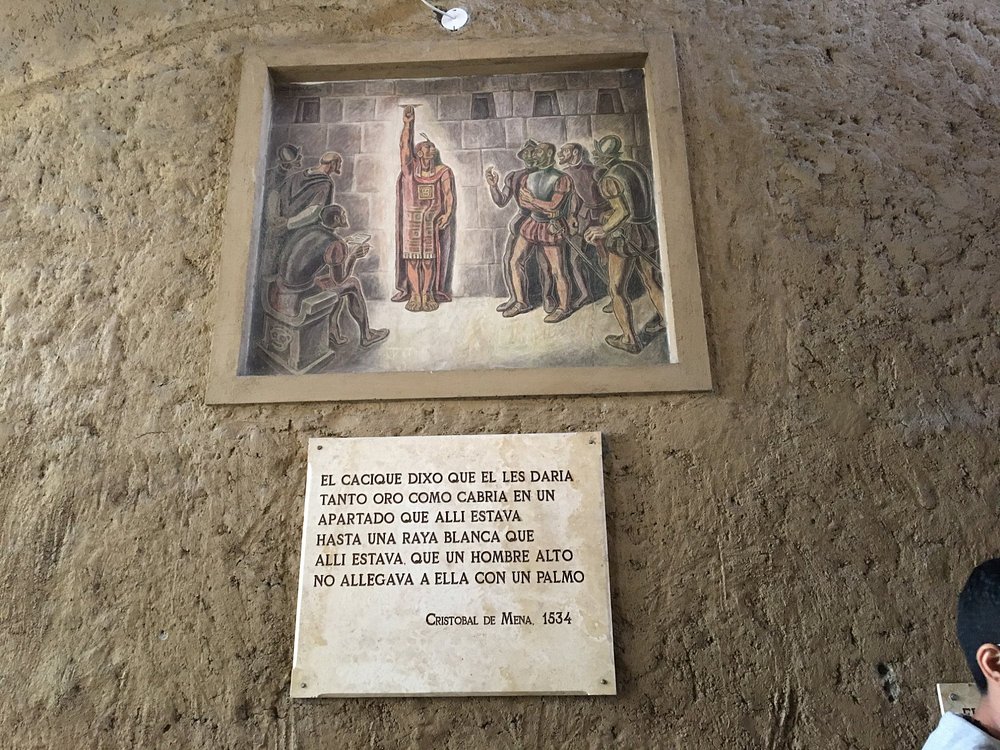 EL CACIQUE DIXO QUE EL LES DARIA
TANTO ORO COMO CABRIA EN UN
APARTADO QUE ALLI ESTAVA
HASTA UNA RAYA BLANCA QUE
ALLI ESTAVA, QUE UN HOMBRE ALTO
NO ALLEGAVA A ELLA CON UN PALMO
CRISTOBAL DE MENA, 1534